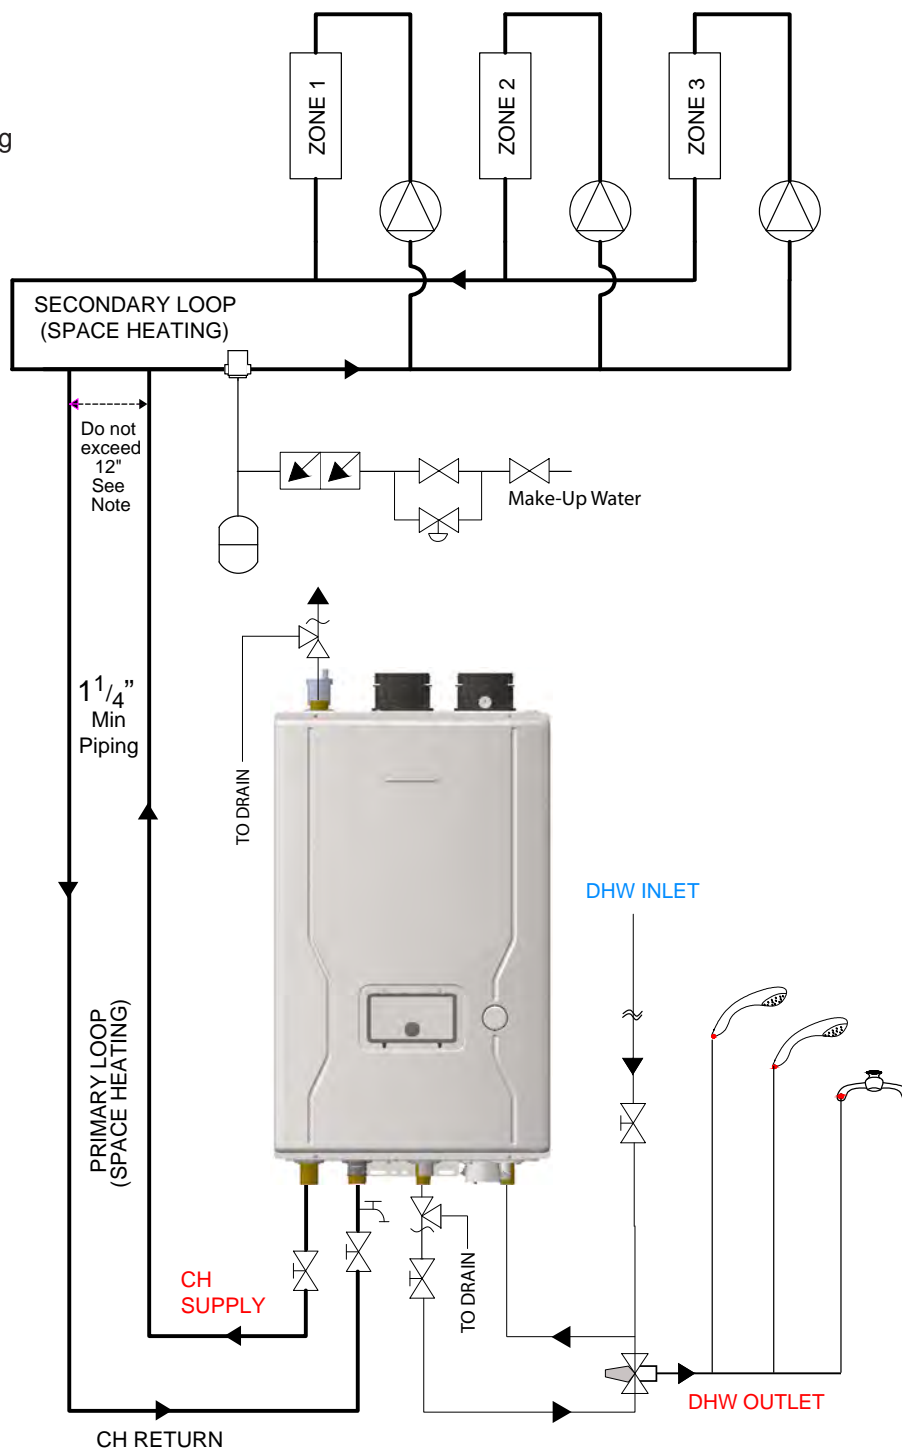 g
ZONE 1
ZONE 2
ZONE 3
SECONDARY LOOP
(SPACE HEATING)
Do not
exceed
12"
See
Note
Make-Up Water
1 1/4”
Min
Piping
TO DRAIN
DHW INLET
PRIMARY LOOP
(SPACE HEATING)
CH
SUPPLY
TO DRAIN
DHW OUTLET
CH RETURN